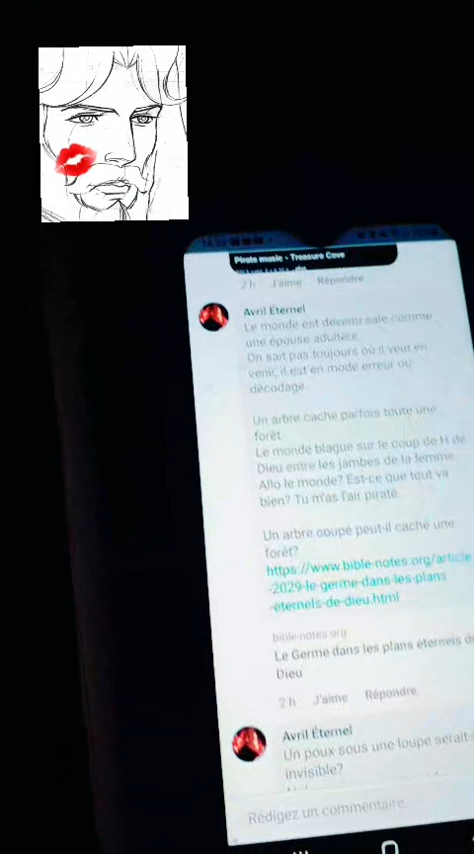 Pirate music - Treasure Cove
2 h J'aime Répondre
Avril Éternel
Le monde est devenu sale comme
une épouse adultère.
On sait pas toujours où il veut en
venir, il est en mode erreur ou
décodage.
Un arbre cache parfois toute une
forêt.
Le monde blague sur le coup de H de
Dieu entre les jambes de la femme.
Allo le monde? Est-ce que tout va
bien? Tu m'as l'air piraté.
Un arbre coupé peut-il caché une
forêt?
https://www.bible-notes.org/article
-2029-le-germe-dans-les-plans
-eternels-de-dieu.html
bible-notes.org
Le Germe dans les plans éternels de
Dieu
2 h J'aime Répondre
Avril Éternel
Un poux sous une loupe serait-
invisible?
Rédigez un commentaire...